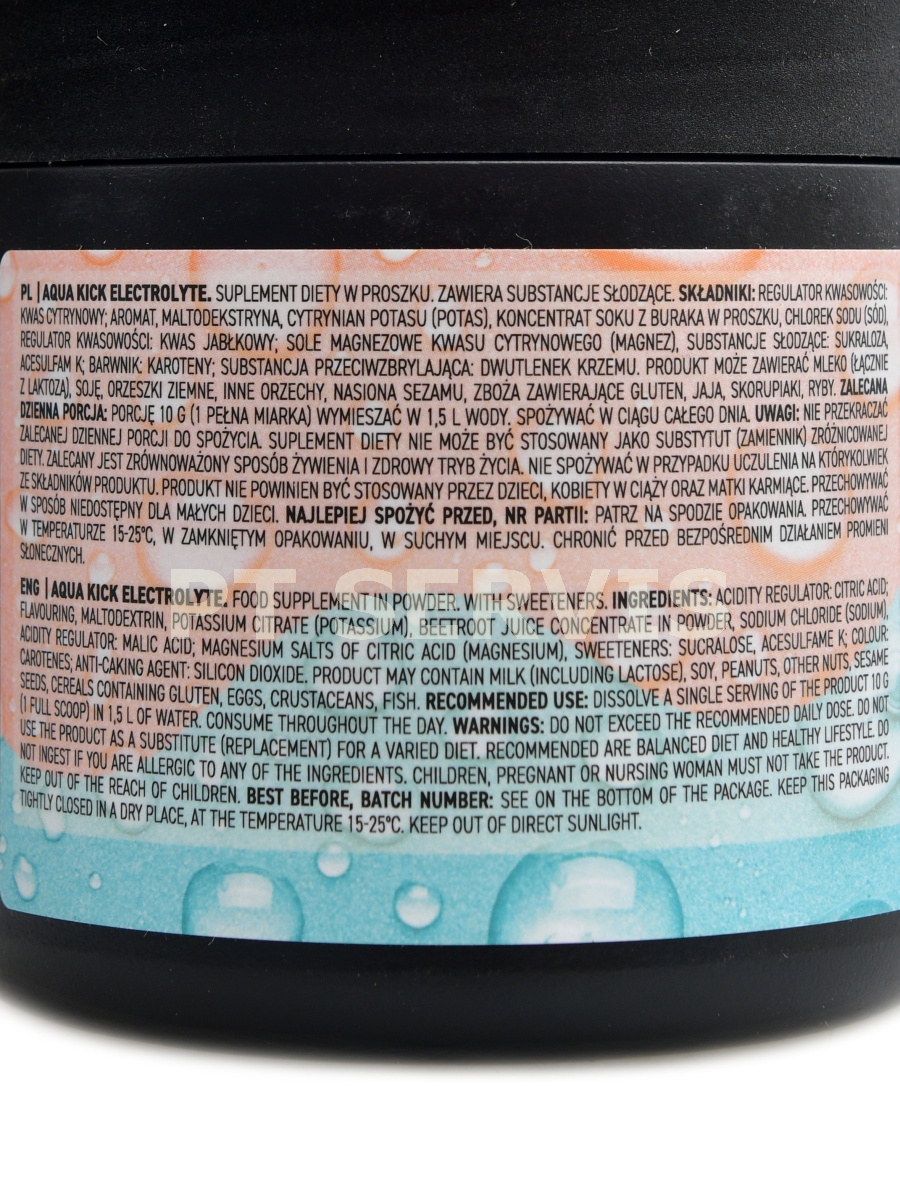 PL | AQUA KICK ELECTROLYTE. SUPLEMENT DIETY W PROSZKU. ZAWIERA SUBSTANCJE SŁODZĄCE. SKŁADNIKI: REGULATOR KWASOWOŚCI:
KWAS CYTRYNOWY; AROMAT, MALTODEKSTRYNA, CYTRYNIAN POTASU (POTAS), KONCENTRAT SOKU Z BURAKA W PROSZKU, CHLOREK SODU (SÓD),
REGULATOR KWASOWOŚCI: KWAS JABŁKOWY; SOLE MAGNEZOWE KWASU CYTRYNOWEGO (MAGNEZ), SUBSTANCJE SŁODZĄCE: SUKRALOZA,
ACESULFAM K; BARWNIK: KAROTENY; SUBSTANCJA PRZECIWZBRYLAJĄCA: DWUTLENEK KRZEMU. PRODUKT MOŻE ZAWIERAĆ MLEKO (ŁĄCZNIE
Z LAKTOZĄ), SOJĘ, ORZESZKI ZIEMNE, INNE ORZECHY, NASIONA SEZAMU, ZBOŻA ZAWIERAJĄCE GLUTEN, JAJA, SKORUPIAKI, RYBY. ZALECANA
DZIENNA PORCJA: PORCJĘ 10 G (1 PEŁNA MIARKA) WYMIESZAĆ W 1,5 L WODY. SPOŻYWAĆ W CIĄGU CAŁEGO DNIA. UWAGI: NIE PRZEKRACZAĆ
ZALECANEJ DZIENNEJ PORCJI DO SPOŻYCIA. SUPLEMENT DIETY NIE MOŻE BYĆ STOSOWANY JAKO SUBSTYTUT (ZAMIENNIK) ZRÓŻNICOWANEJ
DIETY. ZALECANY JEST ZRÓWNOWAŻONY SPOSÓB ŻYWIENIA I ZDROWY TRYB ŻYCIA. NIE SPOŻYWAĆ W PRZYPADKU UCZULENIA NA KTÓRYKOLWIEK
ZE SKŁADNIKÓW PRODUKTU. PRODUKT NIE POWINIEN BYĆ STOSOWANY PRZEZ DZIECI, KOBIETY W CIĄŻY ORAZ MATKI KARMIĄCE. PRZECHOWYWAĆ
W SPOSÓB NIEDOSTĘPNY DLA MAŁYCH DZIECI. NAJLEPIEJ SPOŻYĆ PRZED, NR PARTII: PATRZ NA SPODZIE OPAKOWANIA. PRZECHOWYWAĆ
W TEMPERATURZE 15-25°C, W ZAMKNIĘTYM OPAKOWANIU, W SUCHYM MIEJSCU. CHRONIĆ PRZED BEZPOŚREDNIM DZIAŁANIEM PROMIENI
SŁONECZNYCH.
PT SERVIS
ENG | AQUA KICK ELECTROLYTE. FOOD SUPPLEMENT IN POWDER. WITH SWEETENERS. INGREDIENTS: ACIDITY REGULATOR: CITRIC ACID;
FLAVOURING, MALTODEXTRIN, POTASSIUM CITRATE (POTASSIUM), BEETROOT JUICE CONCENTRATE IN POWDER, SODIUM CHLORIDE (SODIUM),
ACIDITY REGULATOR: MALIC ACID; MAGNESIUM SALTS OF CITRIC ACID (MAGNESIUM), SWEETENERS: SUCRALOSE, ACESULFAME K; COLOUR:
CAROTENES; ANTI-CAKING AGENT: SILICON DIOXIDE. PRODUCT MAY CONTAIN MILK (INCLUDING LACTOSE), SOY, PEANUTS, OTHER NUTS, SESAME
SEEDS, CEREALS CONTAINING GLUTEN, EGGS, CRUSTACEANS, FISH. RECOMMENDED USE: DISSOLVE A SINGLE SERVING OF THE PRODUCT 10 G
(1 FULL SCOOP) IN 1,5 L OF WATER. CONSUME THROUGHOUT THE DAY. WARNINGS: DO NOT EXCEED THE RECOMMENDED DAILY DOSE. DO NOT
USE THE PRODUCT AS A SUBSTITUTE (REPLACEMENT) FOR A VARIED DIET. RECOMMENDED ARE BALANCED DIET AND HEALTHY LIFESTYLE. DO
NOT INGEST IF YOU ARE ALLERGIC TO ANY OF THE INGREDIENTS. CHILDREN, PREGNANT OR NURSING WOMAN MUST NOT TAKE THE PRODUCT.
KEEP OUT OF THE REACH OF CHILDREN. BEST BEFORE, BATCH NUMBER: SEE ON THE BOTTOM OF THE PACKAGE. KEEP THIS PACKAGING
TIGHTLY CLOSED IN A DRY PLACE, AT THE TEMPERATURE 15-25°C. KEEP OUT OF DIRECT SUNLIGHT.